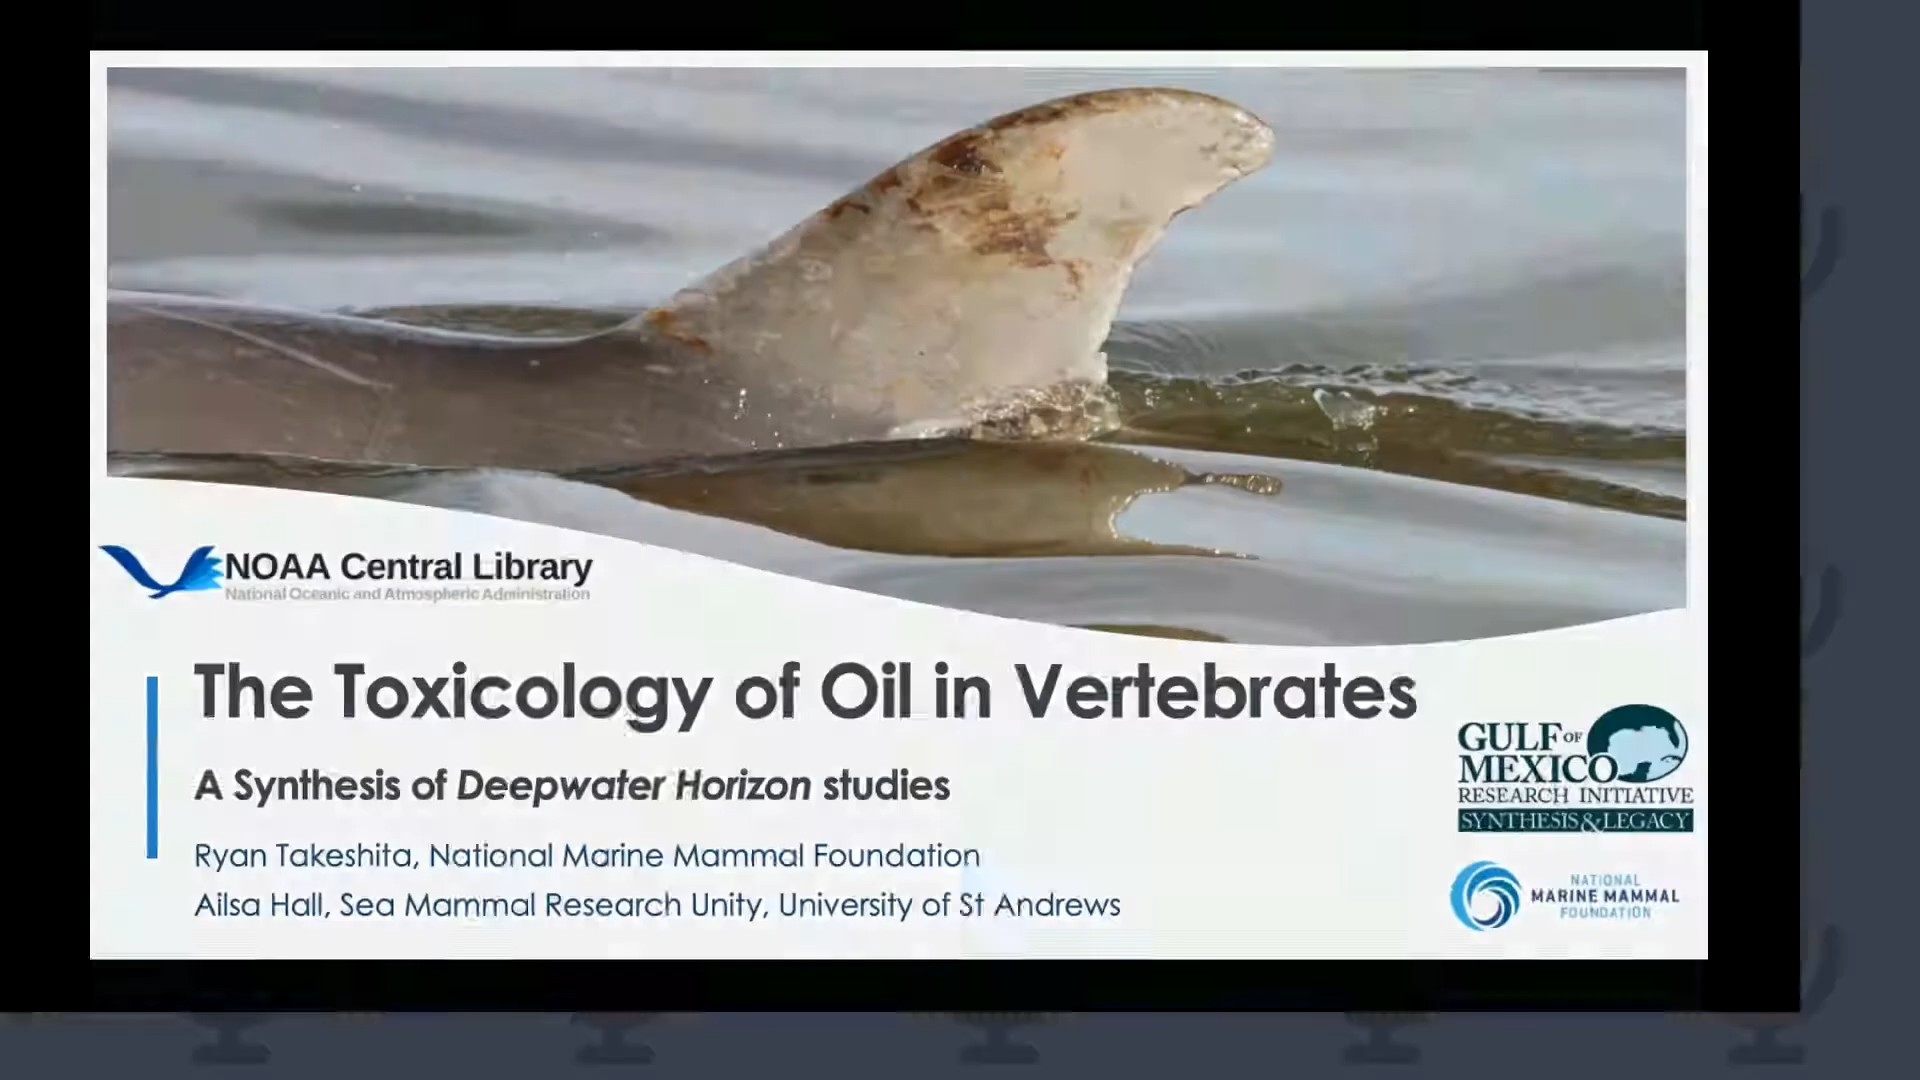 NOAA Central Library
National Oceanic and Atmospheric Administration
The Toxicology of Oil in Vertebrates
A Synthesis of Deepwater Horizon studies
Ryan Takeshita, National Marine Mammal Foundation
Ailsa Hall, Sea Mammal Research Unity, University of St Andrews
GULF OF
MEXICO
RESEARCH INITIATIVE
SYNTHESIS & LEGACY
NATIONAL
MARINE MAMMAL
FOUNDATION